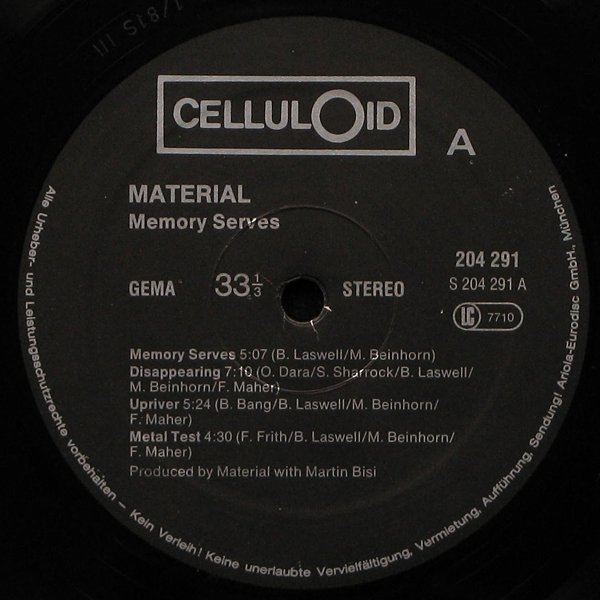 CELLULOID
A
MATERIAL
Memory Serves
204 291
GEMA 33⅓ STEREO S 204 291 A
LC 7710
Memory Serves 5:07 (B. Laswell/M. Beinhorn)
Disappearing 7:10 (O. Dara/S. Sharrock/B. Laswell/
M. Beinhorn/F. Maher)
Upriver 5:24 (B. Bang/B. Laswell/M. Beinhorn/
F. Maher)
Metal Test 4:30 (F. Frith/B. Laswell/M. Beinhorn/
F. Maher)
Produced by Material with Martin Bisi
Alle Urheber- und Leistungsschutzrechte vorbehalten – Kein Verleih! Keine unerlaubte Vervielfältigung, Vermietung, Aufführung, Sendung! Ariola-Eurodisc GmbH., München